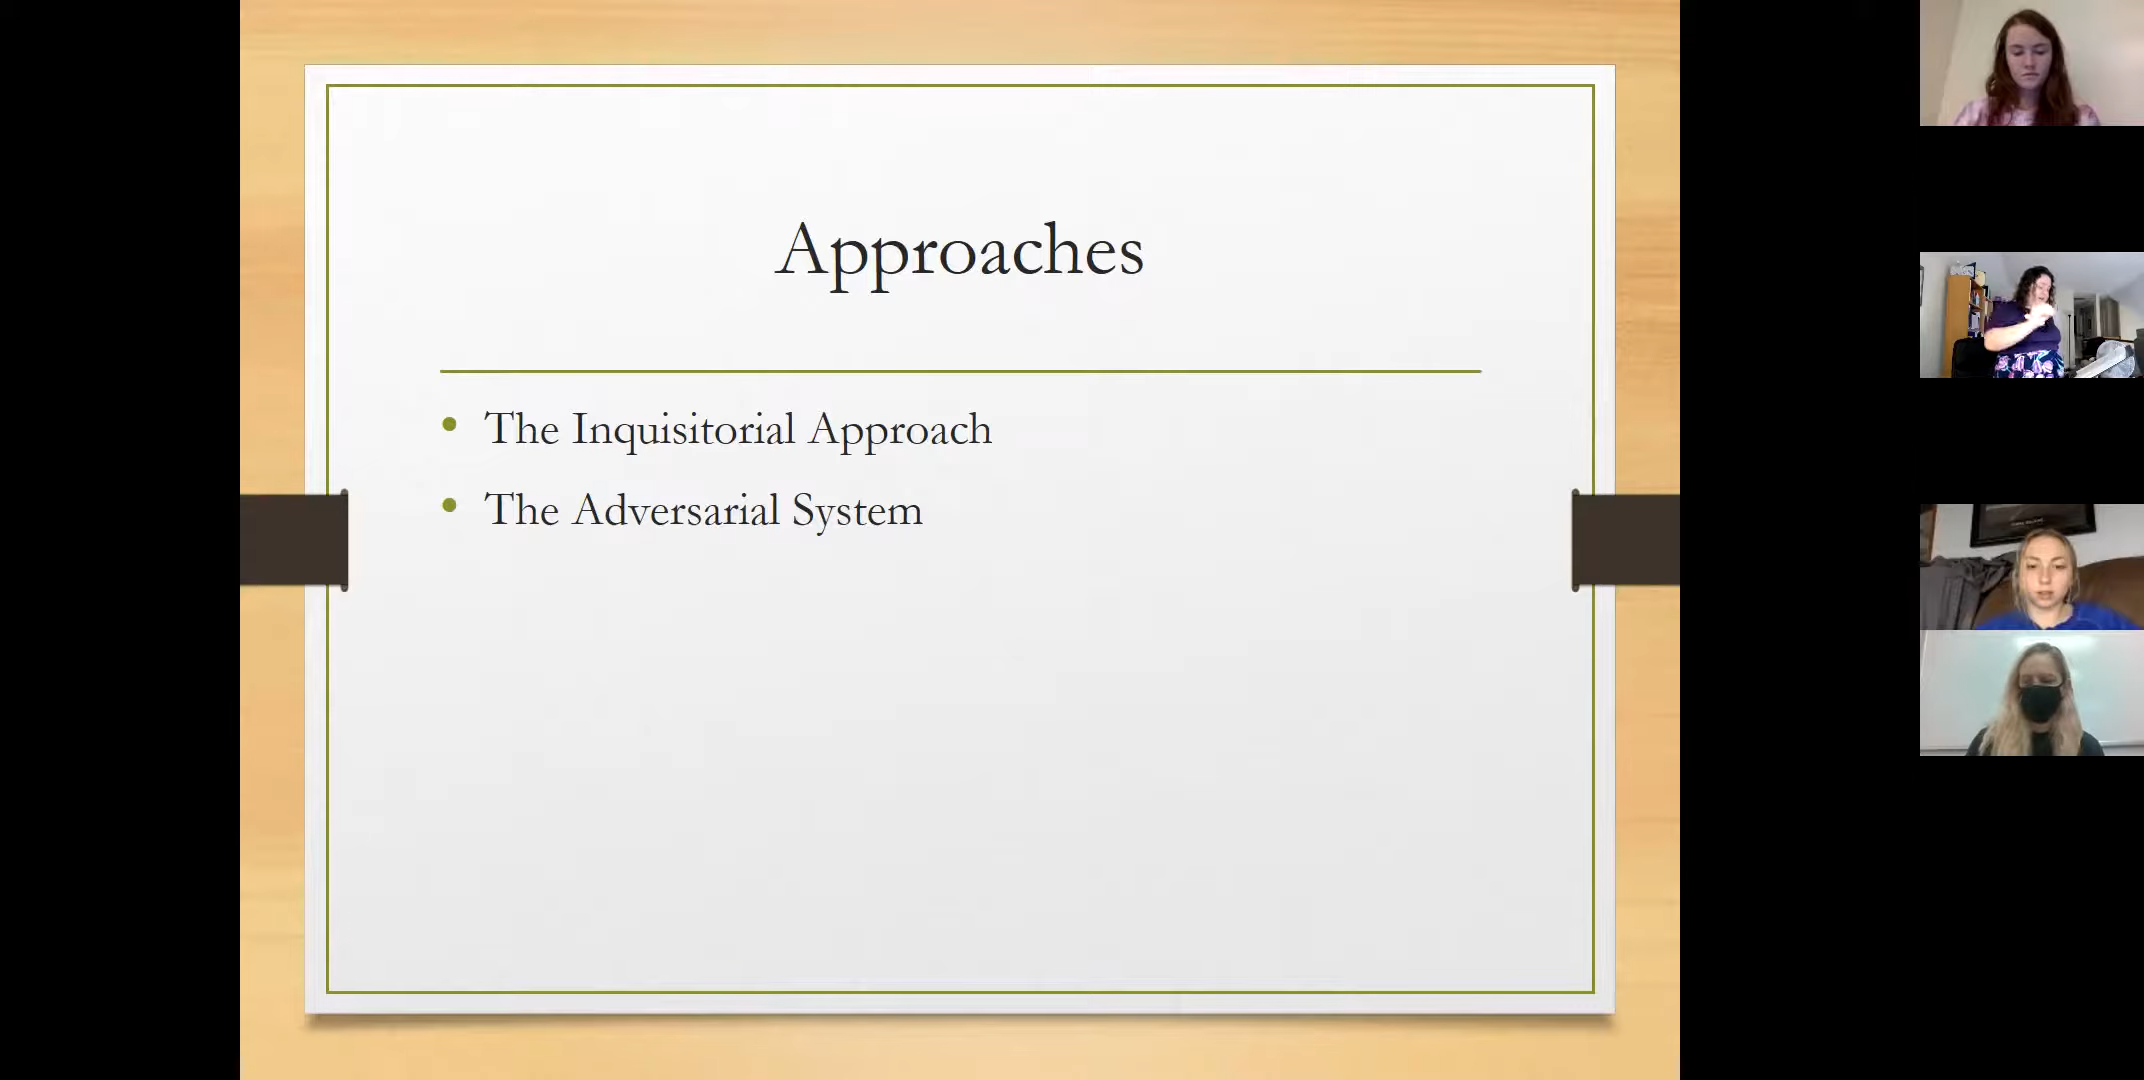 Approaches
The Inquisitorial Approach
The Adversarial System